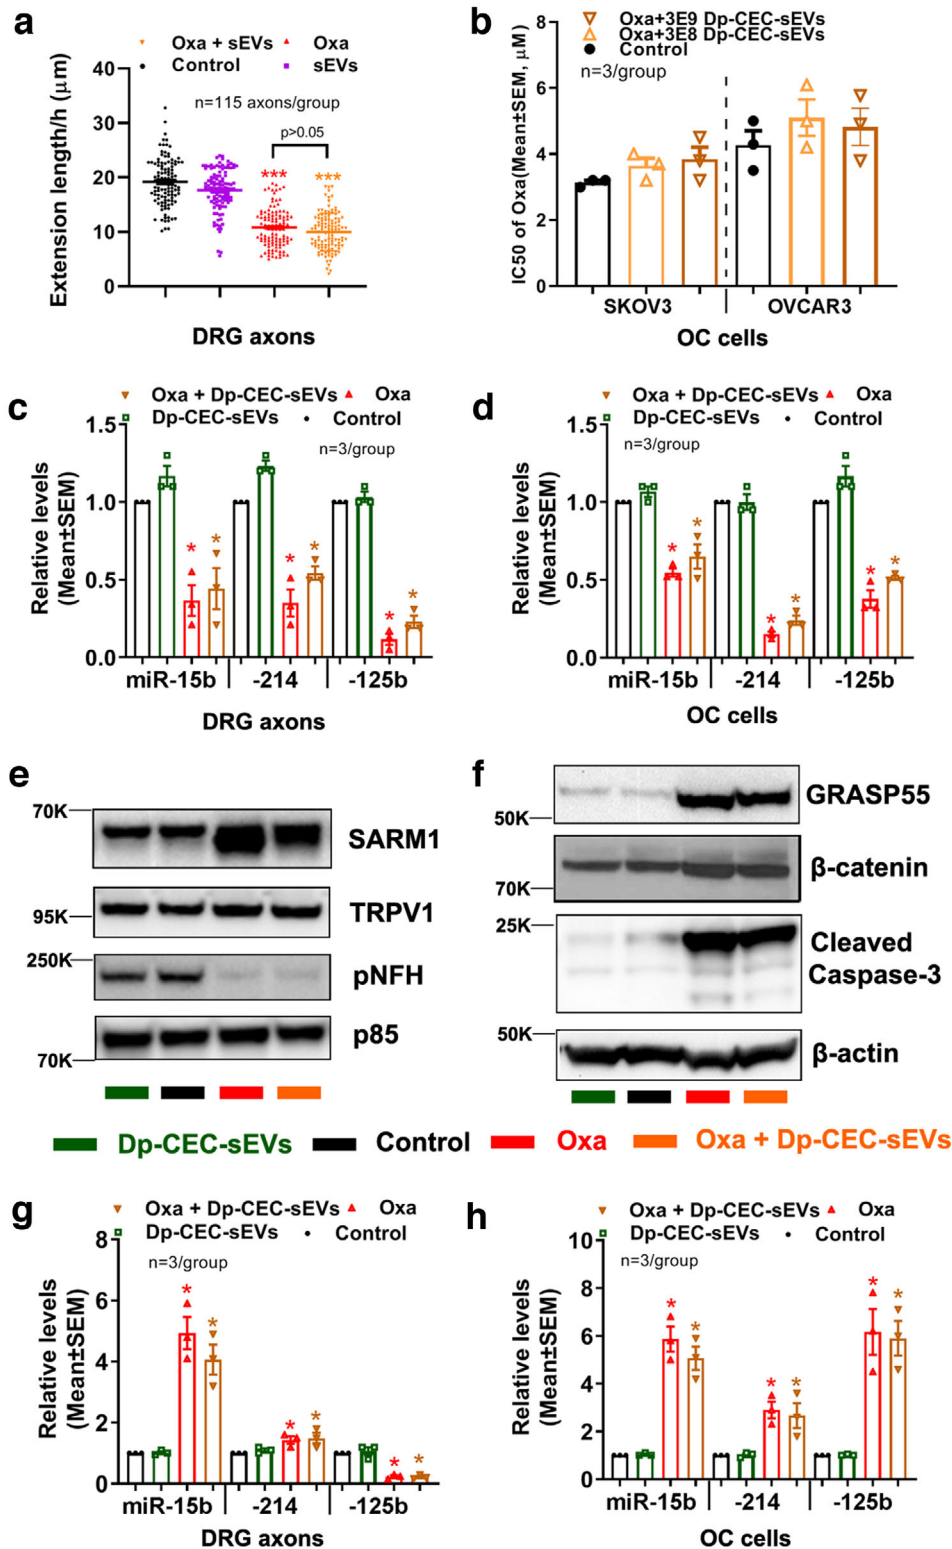 a
Oxa + sEVs
Oxa
Control
sEVs
n=115 axons/group
p>0.05
***
***
Extension length/h (μm)
40
30
20
10
0
DRG axons
b
Oxa+3E9 Dp-CEC-sEVs
Oxa+3E8 Dp-CEC-sEVs
Control
n=3/group
IC50 of Oxa(Mean±SEM, μM)
8
6
4
2
0
SKOV3
OVCAR3
OC cells
c
Oxa + Dp-CEC-sEVs
Oxa
Dp-CEC-sEVs
Control
n=3/group
Relative levels
(Mean±SEM)
1.5
1.0
0.5
0.0
* * * * * *
miR-15b
-214
-125b
DRG axons
d
Oxa + Dp-CEC-sEVs
Oxa
Dp-CEC-sEVs
Control
n=3/group
Relative levels
(Mean±SEM)
1.5
1.0
0.5
0.0
* * * * * *
miR-15b
-214
-125b
OC cells
e
70K
SARM1
95K
TRPV1
250K
pNFH
p85
70K
f
GRASP55
50K
β-catenin
70K
25K
Cleaved
Caspase-3
50K
β-actin
Dp-CEC-sEVs
Control
Oxa
Oxa + Dp-CEC-sEVs
g
Oxa + Dp-CEC-sEVs
Oxa
Dp-CEC-sEVs
Control
n=3/group
Relative levels
(Mean±SEM)
8
6
4
2
0
* * * * * *
miR-15b
-214
-125b
DRG axons
h
Oxa + Dp-CEC-sEVs
Oxa
Dp-CEC-sEVs
Control
n=3/group
Relative levels
(Mean±SEM)
10
8
6
4
2
0
* * * * * *
miR-15b
-214
-125b
OC cells